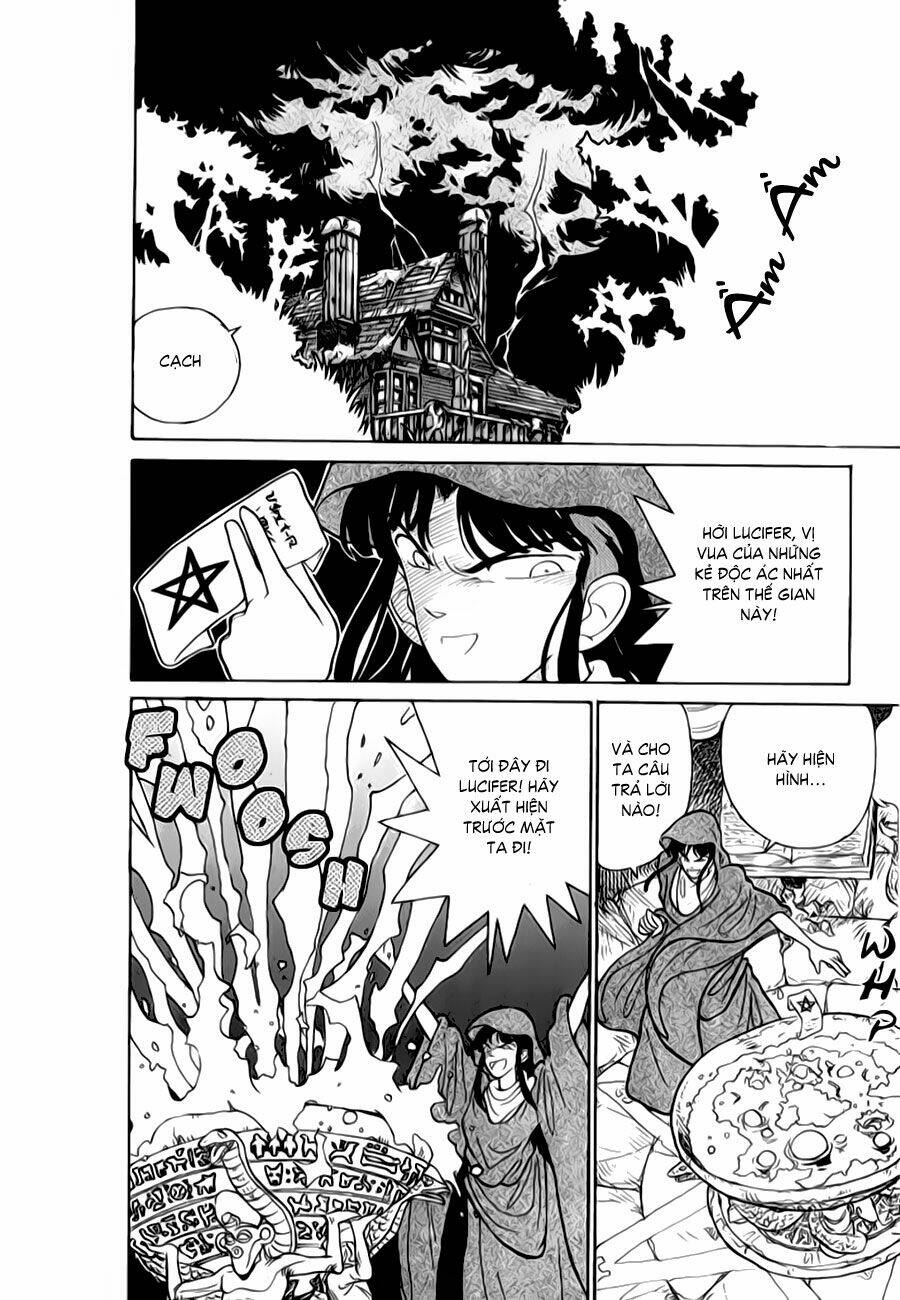 ẦM ẦM
CẠCH
HỠI LUCIFER, VỊ
VUA CỦA NHỮNG
KẺ ĐỘC ÁC NHẤT
TRÊN THẾ GIAN
NÀY!
HÃY HIỆN
HÌNH...
VÀ CHO
TA CÂU
TRẢ LỜI
NÀO!
WHP
TỚI ĐÂY ĐI
LUCIFER! HÃY
XUẤT HIỆN
TRƯỚC MẶT
TA ĐI!
FWOOOSH